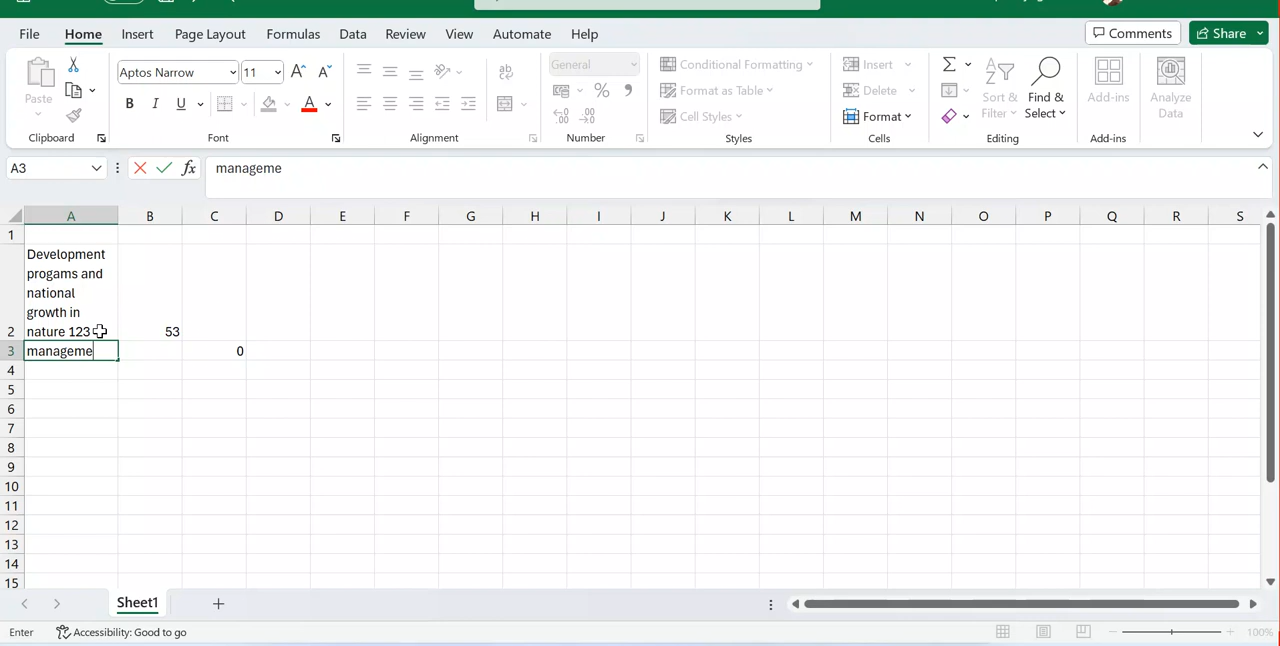 File Home Insert Page Layout Formulas Data Review View Automate Help Comments Share
Paste
Clipboard
Aptos Narrow 11 A A
B I U A
Font
ab
Alignment
General
% 9
Number
Conditional Formatting
Format as Table
Cell Styles
Styles
Insert
Delete
Format
Cells
Σ
Sort &
Filter
Find &
Select
Editing
Add-ins
Add-ins
Analyze
Data
A3 fx manageme
A B C D E F G H I J K L M N O P Q R S
1
Development
progams and
national
growth in
2 nature 123 53
3 manageme 0
4
5
6
7
8
9
10
11
12
13
14
15
Sheet1
Enter Accessibility: Good to go 100%